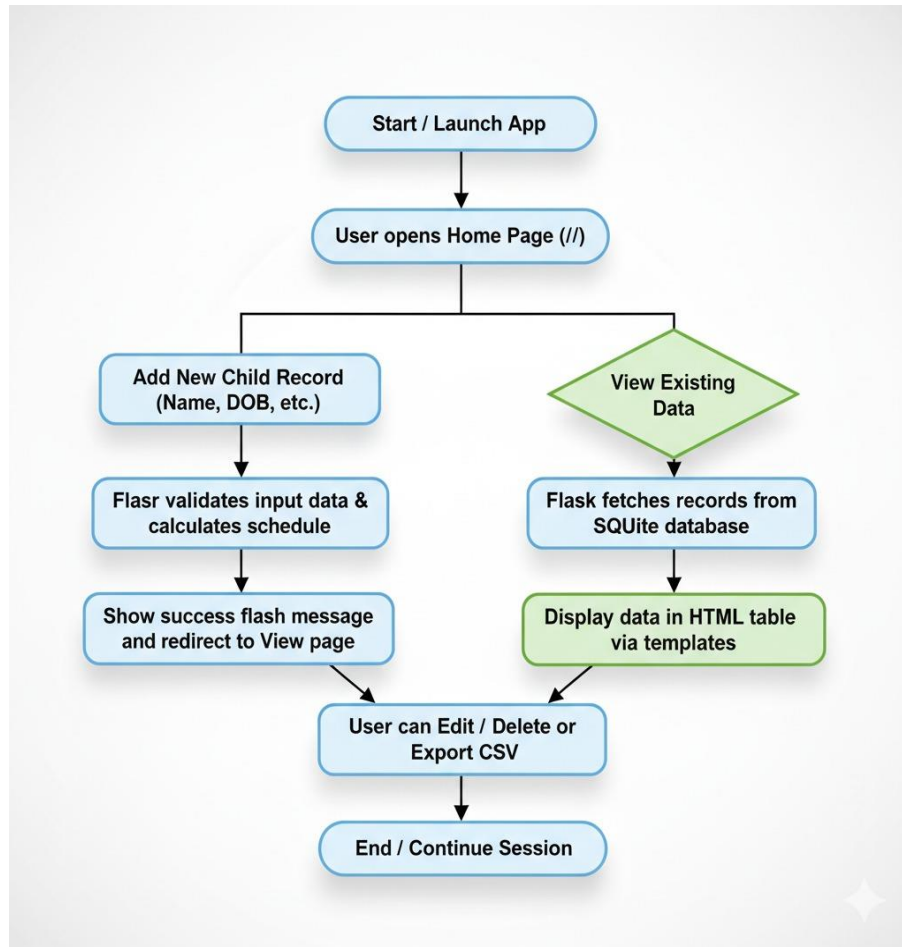 Start / Launch App
User opens Home Page (//)
Add New Child Record
(Name, DOB, etc.)
View Existing
Data
Flasr validates input data &
calculates schedule
Flask fetches records from
SQUite database
Show success flash message
and redirect to View page
Display data in HTML table
via templates
User can Edit / Delete or
Export CSV
End / Continue Session